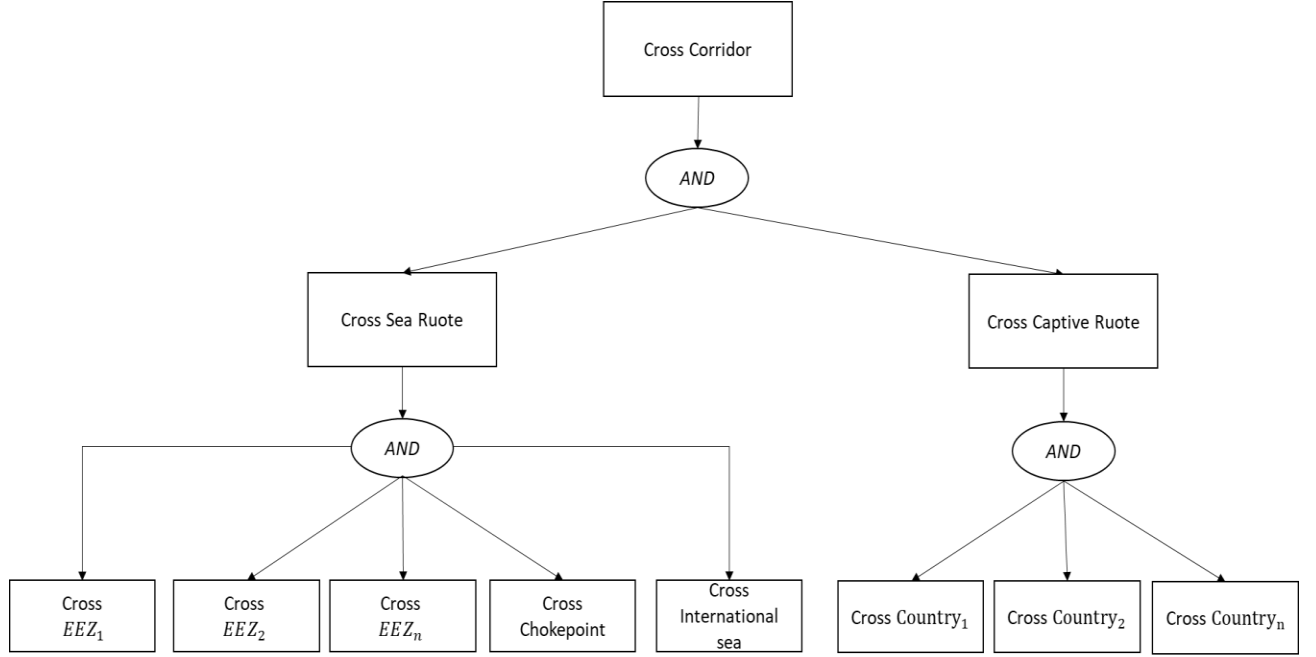 Cross Corridor
AND
Cross Sea Ruote
Cross Captive Ruote
AND
AND
Cross
EEZ₁
Cross
EEZ₂
Cross
EEZₙ
Cross
Chokepoint
Cross
International
sea
Cross Country₁
Cross Country₂
Cross Countryₙ